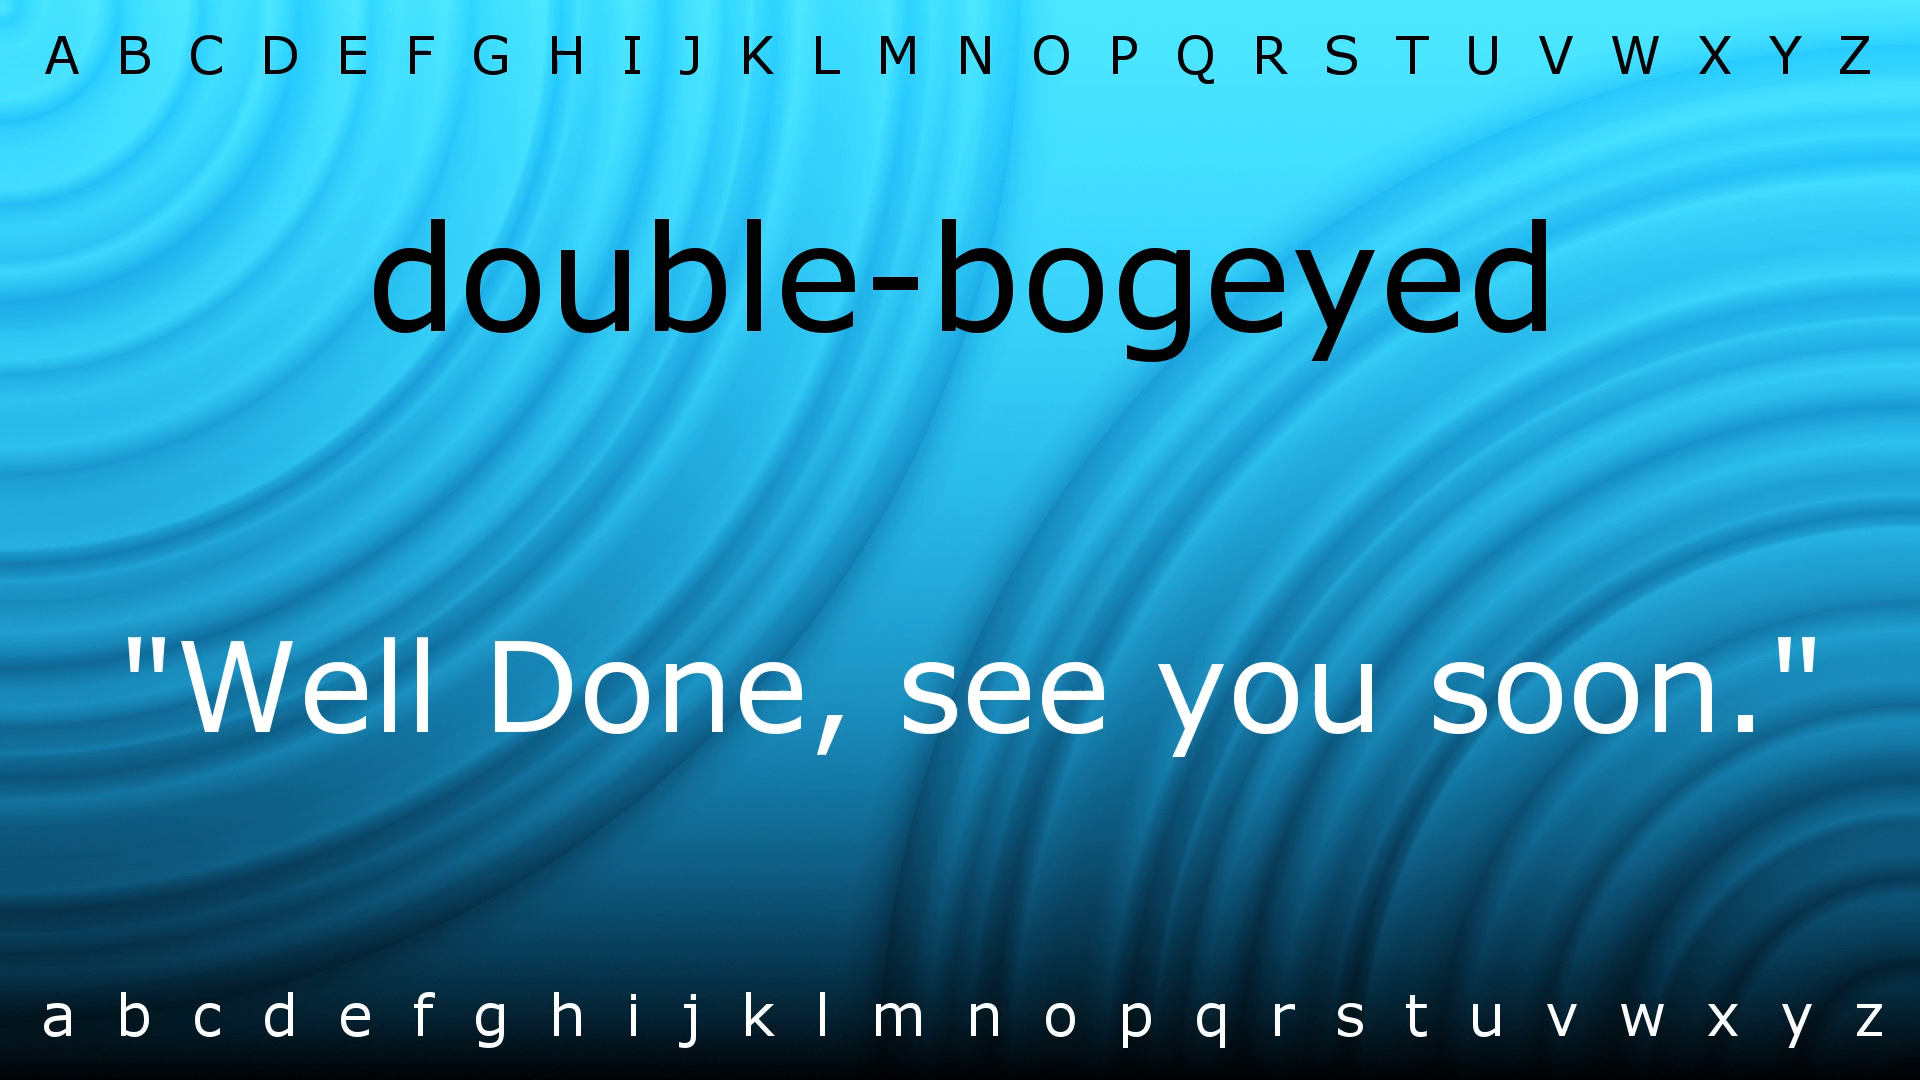 A B C D E F G H I J K L M N O P Q R S T U V W X Y Z
double-bogeyed
"Well Done, see you soon."
a b c d e f g h i j k l m n o p q r s t u v w x y z